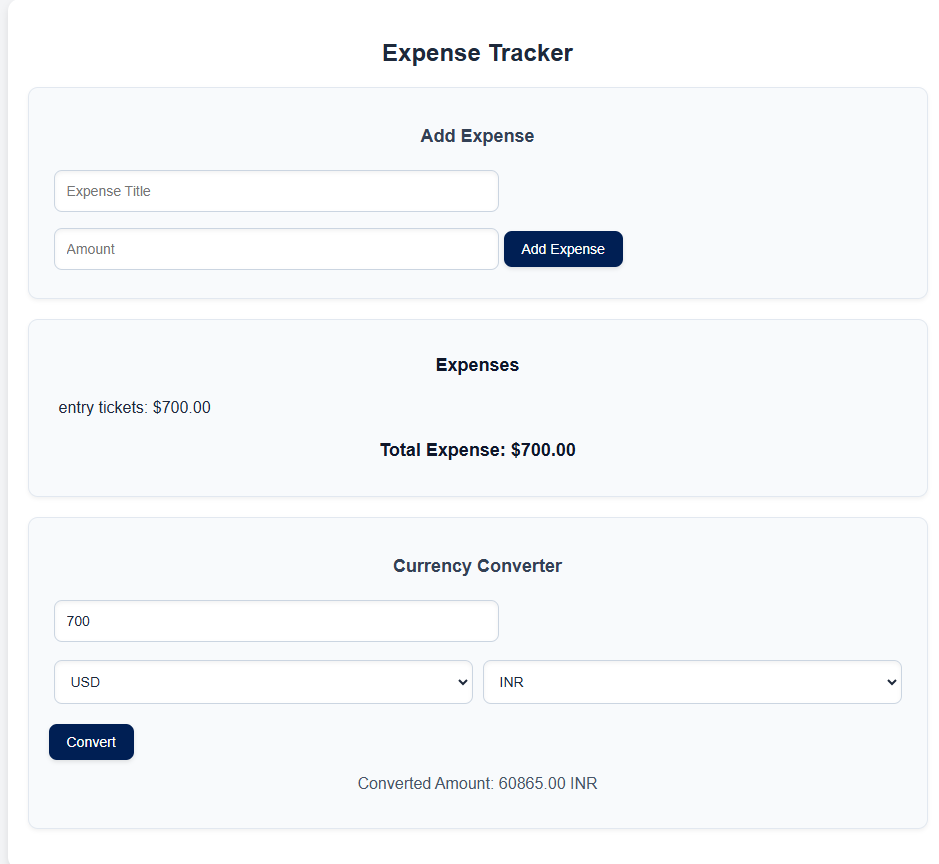 Expense Tracker
Add Expense
Expense Title
Amount
Add Expense
Expenses
entry tickets: $700.00
Total Expense: $700.00
Currency Converter
700
USD
INR
Convert
Converted Amount: 60865.00 INR